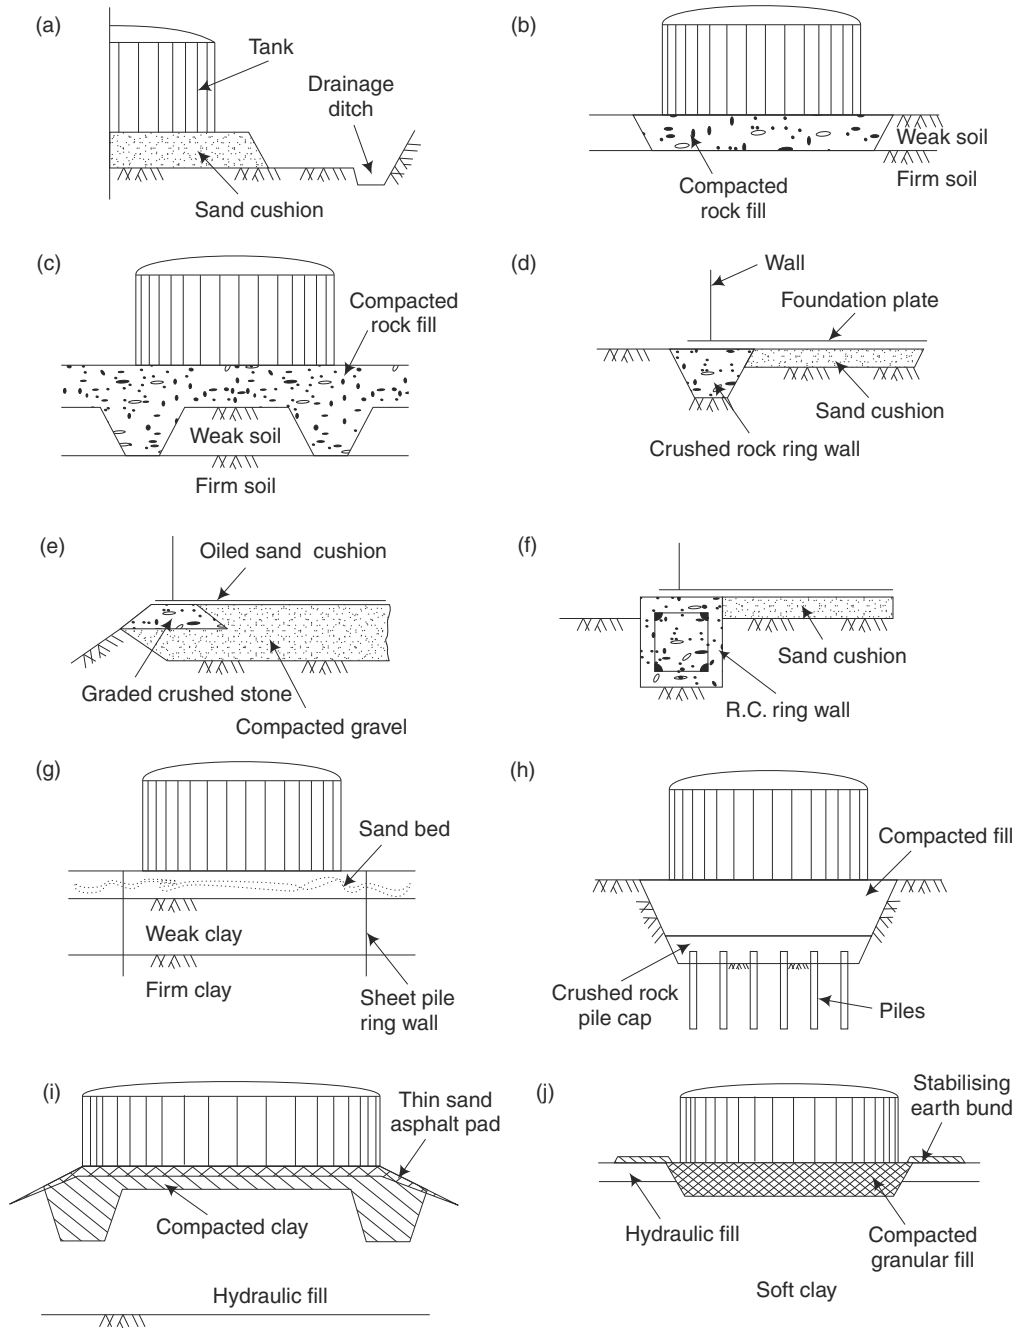 (a)
Tank
Drainage
ditch
Sand cushion
(b)
Weak soil
Firm soil
Compacted
rock fill
(c)
Compacted
rock fill
Weak soil
Firm soil
(d)
Wall
Foundation plate
Sand cushion
Crushed rock ring wall
(e)
Oiled sand cushion
Graded crushed stone
Compacted gravel
(f)
Sand cushion
R.C. ring wall
(g)
Sand bed
Weak clay
Firm clay
Sheet pile
ring wall
(h)
Compacted fill
Crushed rock
pile cap
Piles
(i)
Thin sand
asphalt pad
Compacted clay
Hydraulic fill
(j)
Stabilising
earth bund
Hydraulic fill
Compacted
granular fill
Soft clay